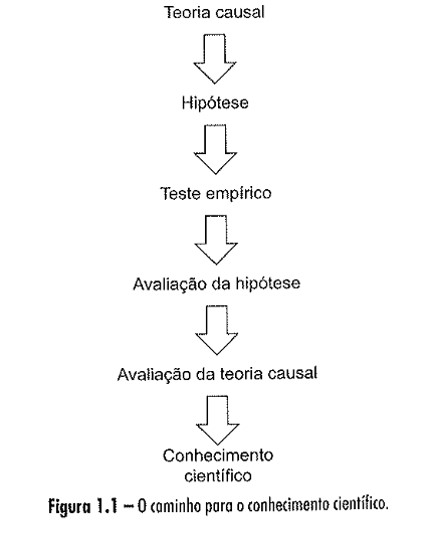 Teoria causal
Hipótese
Teste empírico
Avaliação da hipótese
Avaliação da teoria causal
Conhecimento
científico
Figura 1.1 – O caminho para o conhecimento científico.